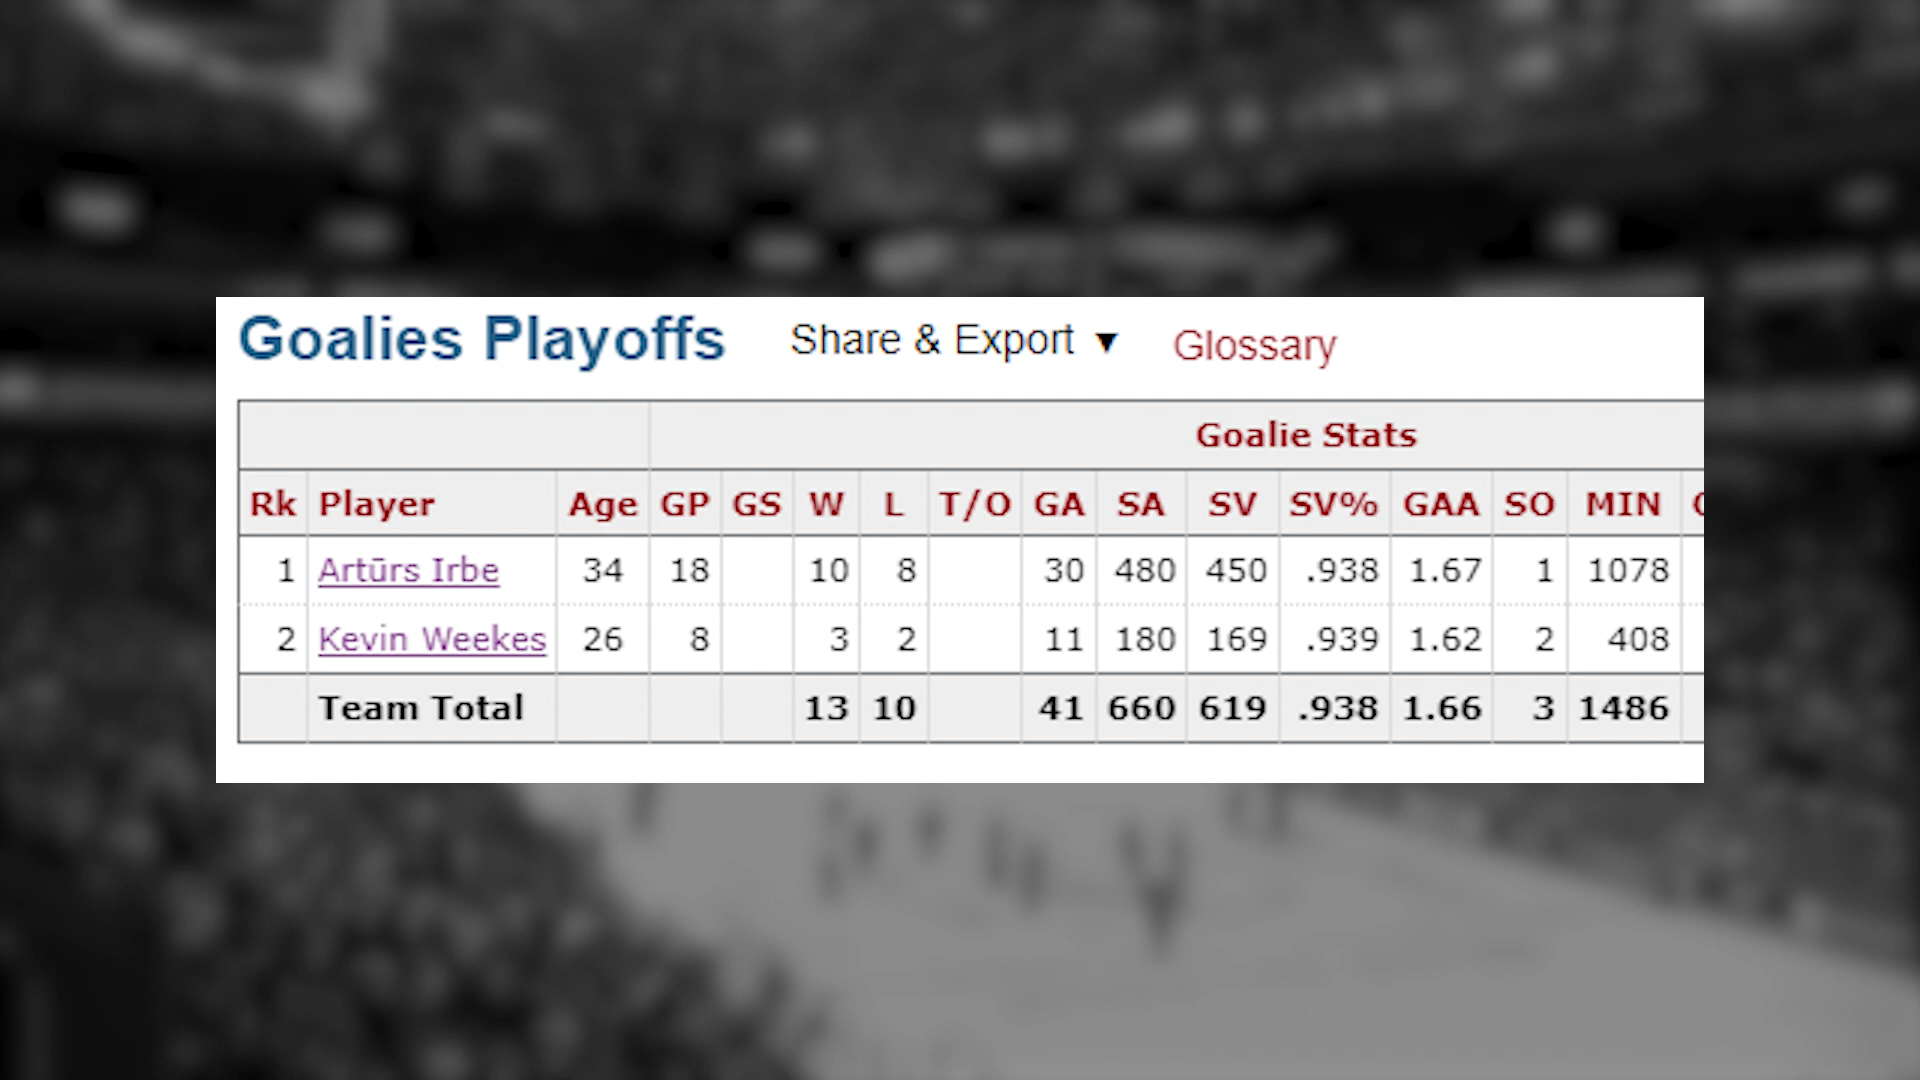 Goalies Playoffs Share & Export ▼ Glossary
Goalie Stats
Rk Player Age GP GS W L T/O GA SA SV SV% GAA SO MIN
1 Artūrs Irbe 34 18 10 8 30 480 450 .938 1.67 1 1078
2 Kevin Weekes 26 8 3 2 11 180 169 .939 1.62 2 408
Team Total 13 10 41 660 619 .938 1.66 3 1486